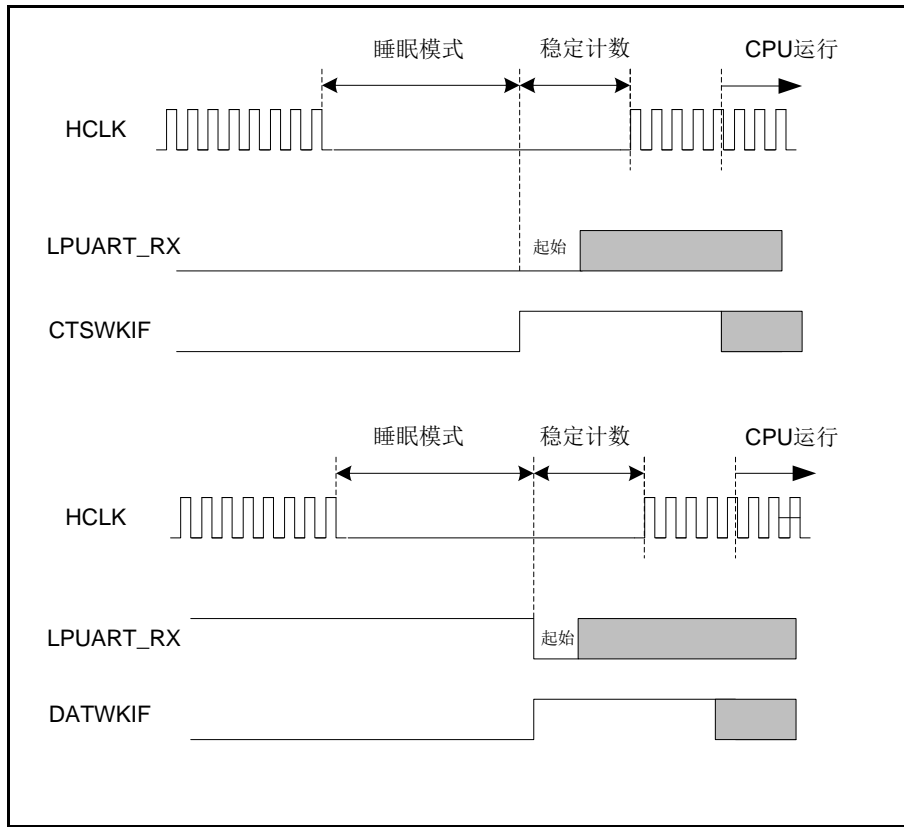 睡眠模式 稳定计数 CPU运行
HCLK
LPUART_RX 起始
CTSWKIF
睡眠模式 稳定计数 CPU运行
HCLK
LPUART_RX 起始
DATWKIF